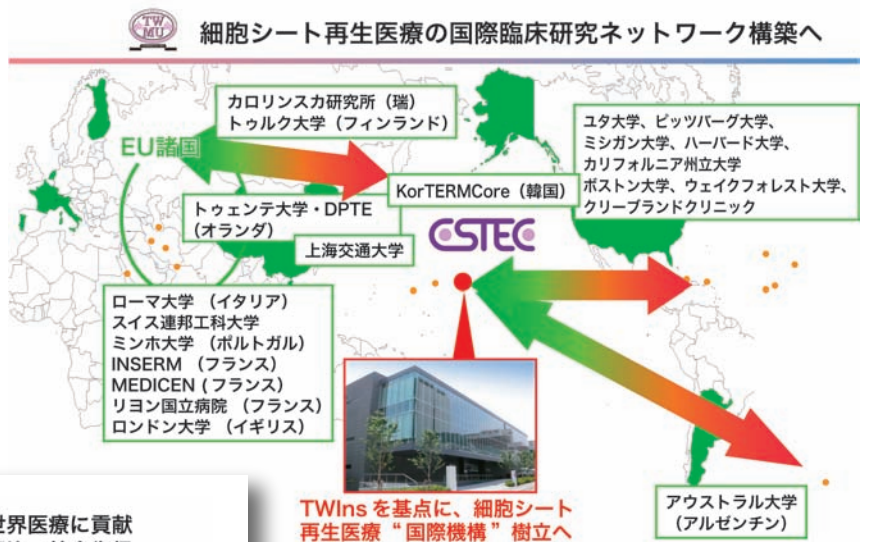 TW
MU
細胞シート再生医療の国際臨床研究ネットワーク構築へ
カロリンスカ研究所（瑞）
トゥルク大学（フィンランド）
EU諸国
ユタ大学、ピッツバーグ大学、
ミシガン大学、ハーバード大学、
カリフォルニア州立大学
ボストン大学、ウェイクフォレスト大学、
クリーブランドクリニック
KorTERMCore（韓国）
トゥェンテ大学・DPTE
（オランダ）
上海交通大学
CSTEC
ローマ大学 （イタリア）
スイス連邦工科大学
ミンホ大学 （ポルトガル）
INSERM （フランス）
MEDICEN ( フランス）
リヨン国立病院 （フランス）
ロンドン大学 （イギリス）
TWIns を基点に、細胞シート
再生医療 “ 国際機構 ” 樹立へ
アウストラル大学
（アルゼンチン）
世界医療に貢献